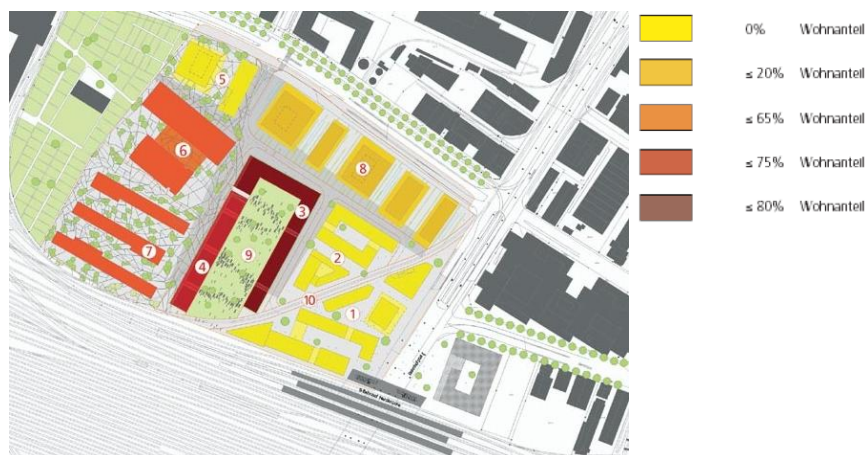 0% Wohnanteil
≤ 20% Wohnanteil
≤ 65% Wohnanteil
≤ 75% Wohnanteil
≤ 80% Wohnanteil
5
8
6
3
7
4
9
2
10
1